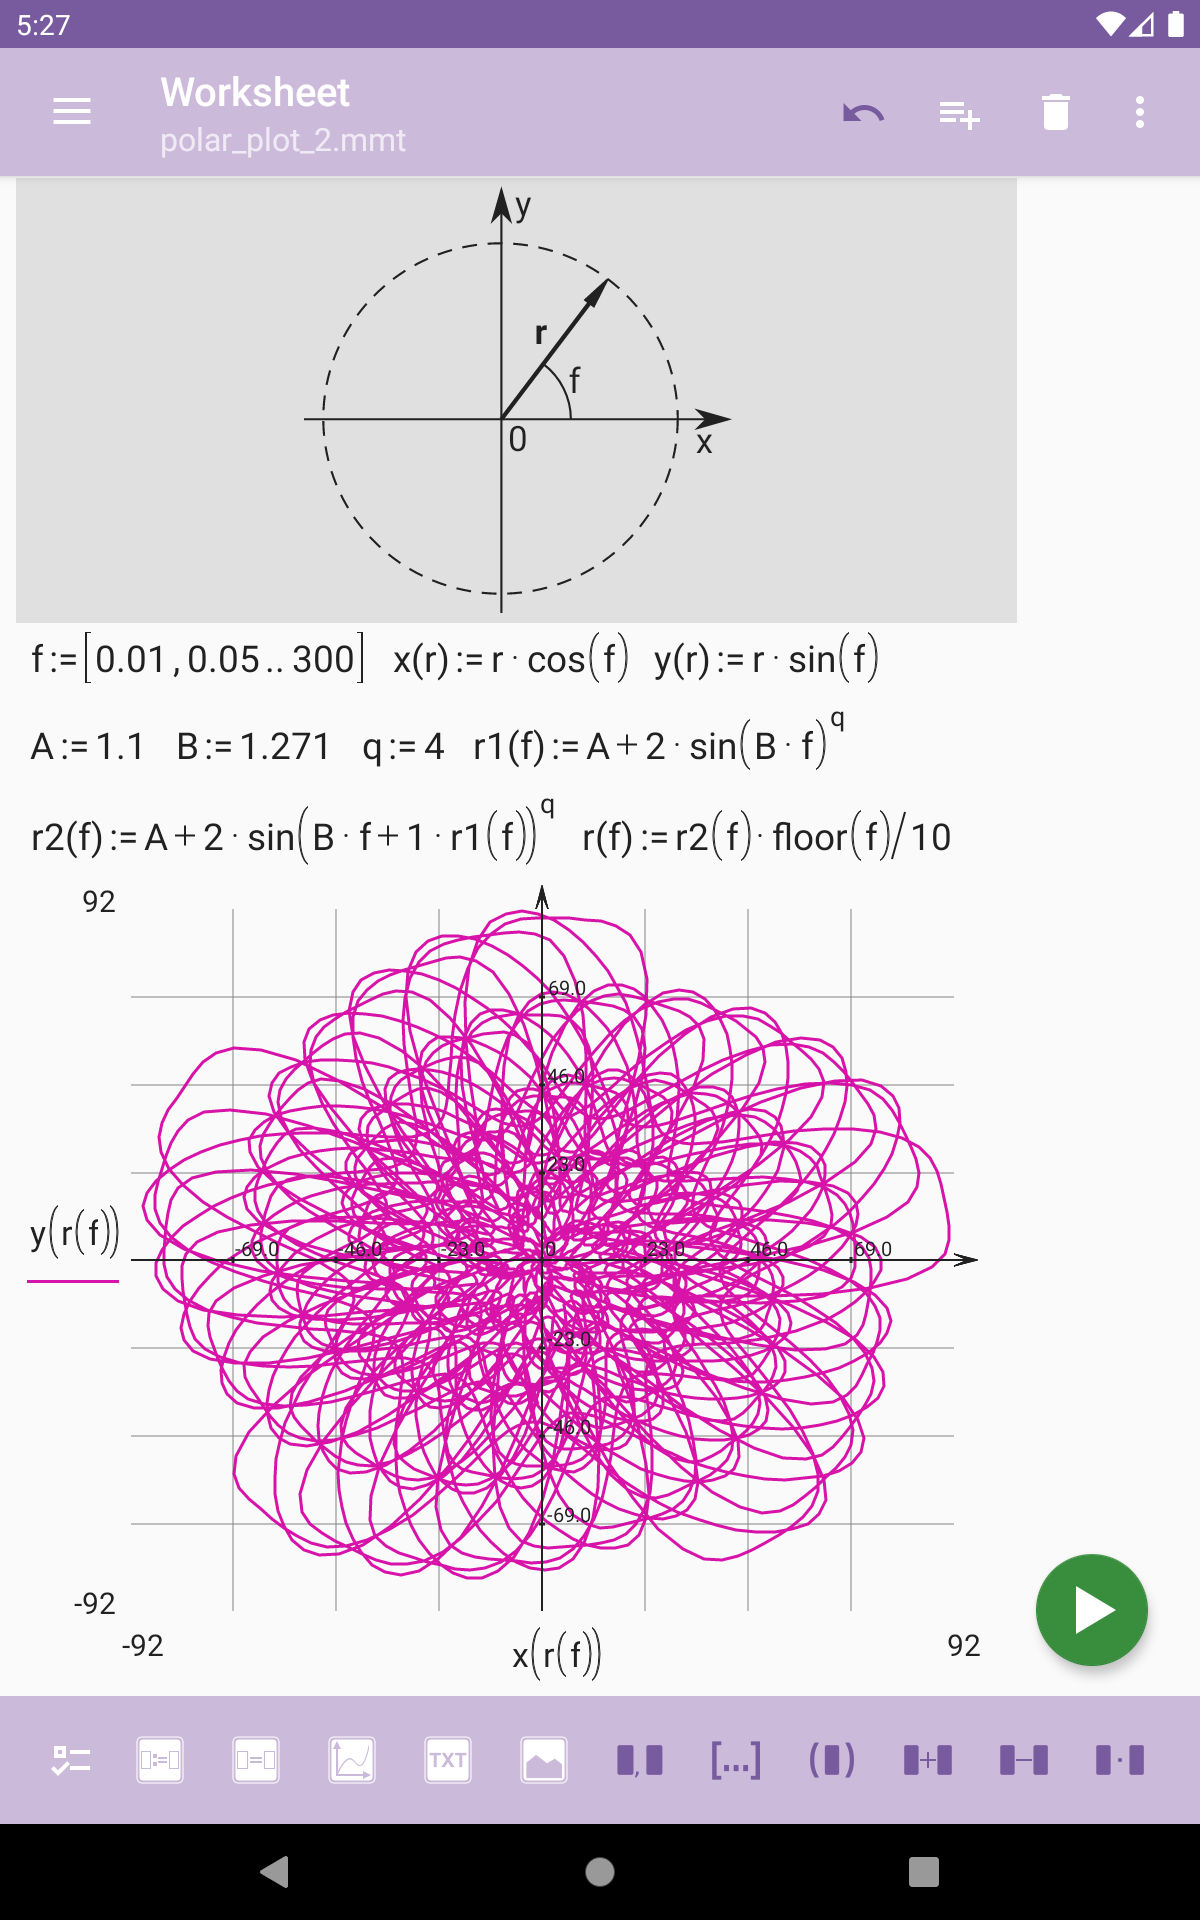 5:27
Worksheet
polar_plot_2.mmt
y
r
f
0
x
f:=[0.01,0.05..300] x(r):=r·cos(f) y(r):=r·sin(f)
A:=1.1 B:=1.271 q:=4 r1(f):=A+2·sin(B·f)^q
r2(f):=A+2·sin(B·f+1·r1(f))^q r(f):=r2(f)·floor(f)/10
92
69.0
46.0
23.0
y(r(f))
-69.0 -46.0 -23.0 0 23.0 46.0 69.0
-23.0
-46.0
-69.0
-92
-92 x(r(f)) 92
:= = TXT , [...] (▯) + - ·